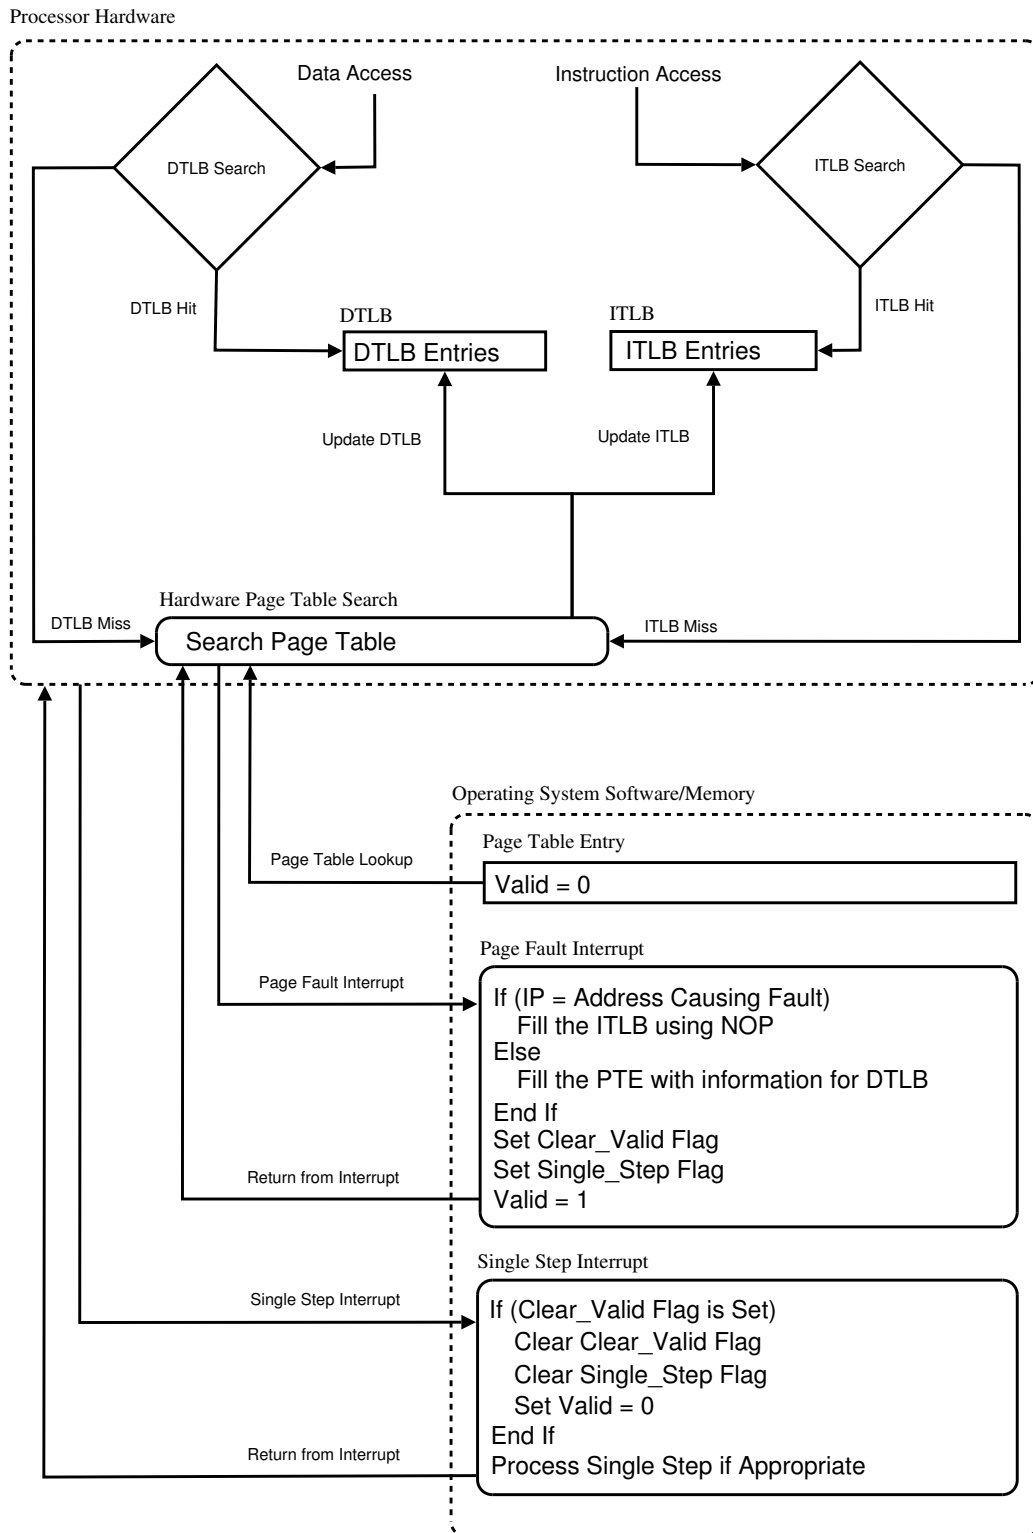 Processor Hardware
Data Access
Instruction Access
DTLB Search
ITLB Search
DTLB Hit
ITLB Hit
DTLB
ITLB
DTLB Entries
ITLB Entries
Update DTLB
Update ITLB
Hardware Page Table Search
DTLB Miss
ITLB Miss
Search Page Table
Operating System Software/Memory
Page Table Entry
Page Table Lookup
Valid = 0
Page Fault Interrupt
Page Fault Interrupt
If (IP = Address Causing Fault)
Fill the ITLB using NOP
Else
Fill the PTE with information for DTLB
End If
Set Clear_Valid Flag
Set Single_Step Flag
Return from Interrupt
Valid = 1
Single Step Interrupt
Single Step Interrupt
If (Clear_Valid Flag is Set)
Clear Clear_Valid Flag
Clear Single_Step Flag
Set Valid = 0
End If
Return from Interrupt
Process Single Step if Appropriate